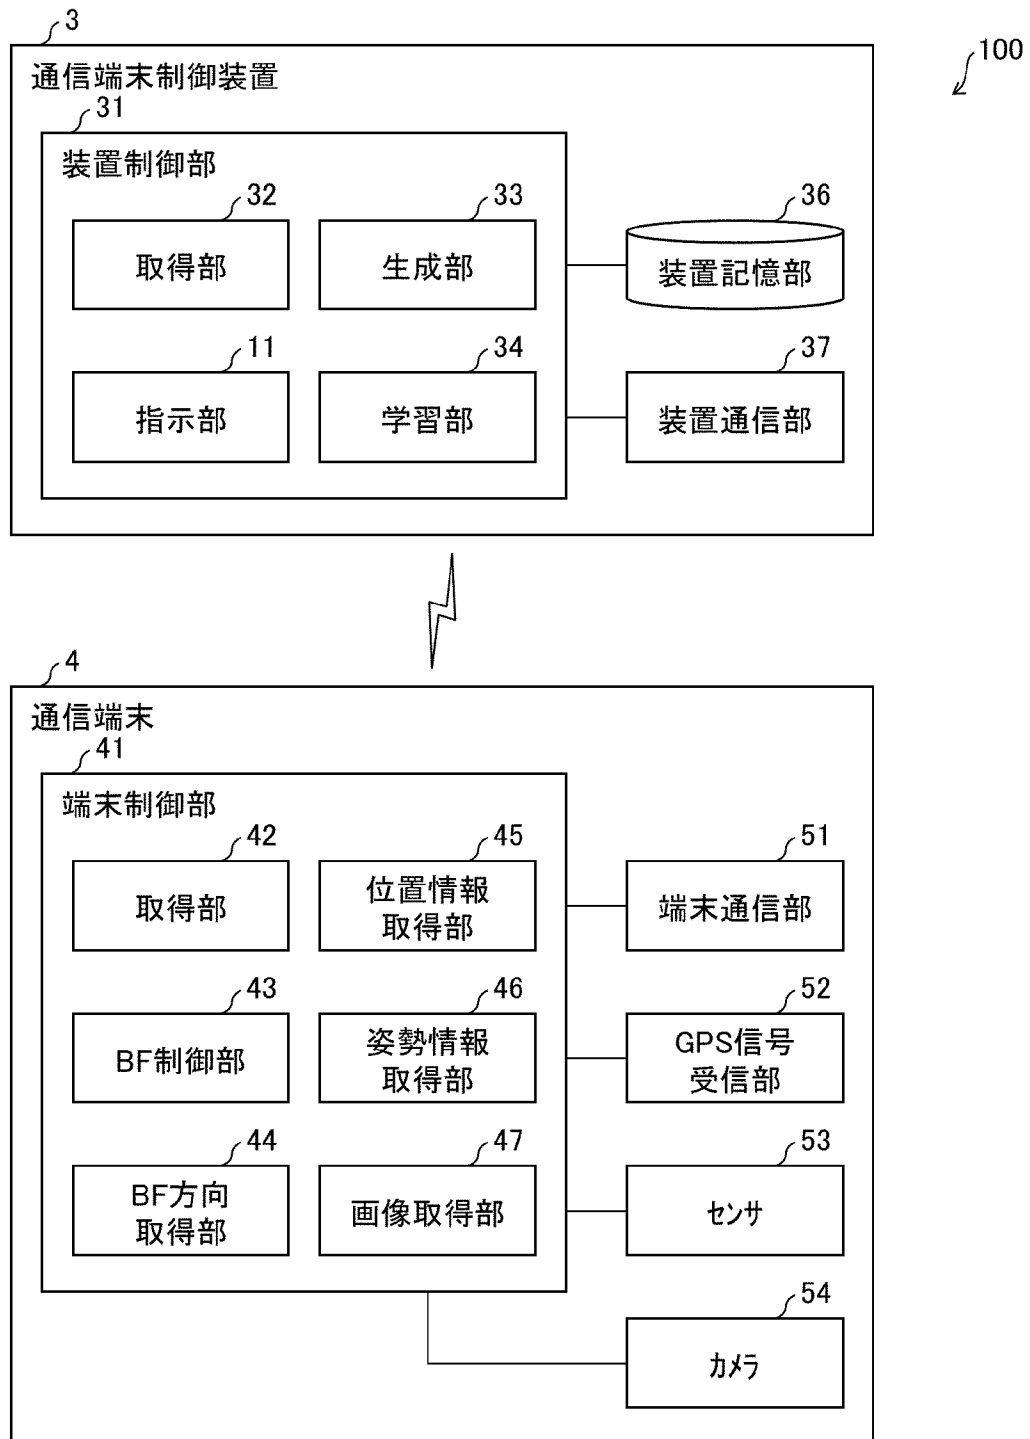 3
100
通信端末制御装置
31
装置制御部
32
33
36
取得部
生成部
装置記憶部
11
34
37
指示部
学習部
装置通信部
4
通信端末
41
端末制御部
42
45
51
取得部
位置情報
取得部
端末通信部
43
46
52
BF制御部
姿勢情報
取得部
GPS信号
受信部
44
47
53
BF方向
取得部
画像取得部
センサ
54
カメラ